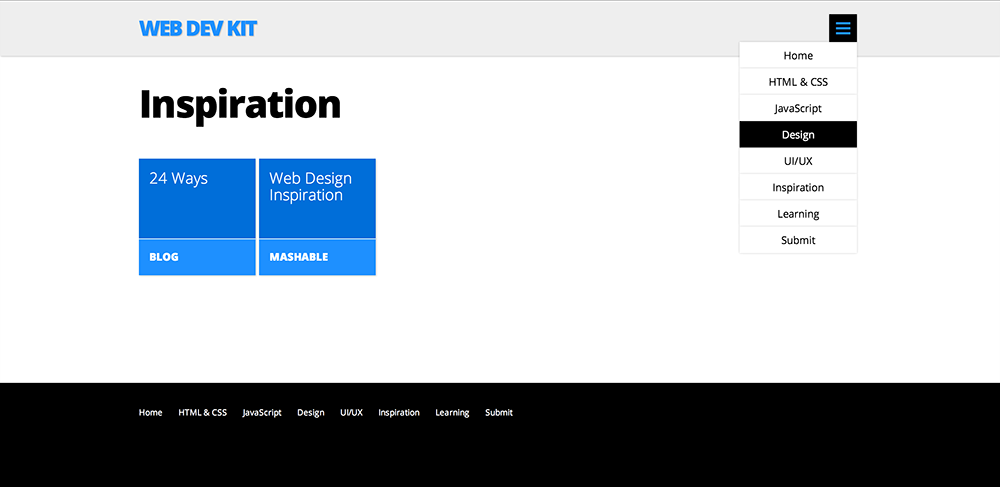 WEB DEV KIT
Home
HTML & CSS
JavaScript
Design
UI/UX
Inspiration
Learning
Submit
Inspiration
24 Ways
BLOG
Web Design
Inspiration
MASHABLE
Home HTML & CSS JavaScript Design UI/UX Inspiration Learning Submit